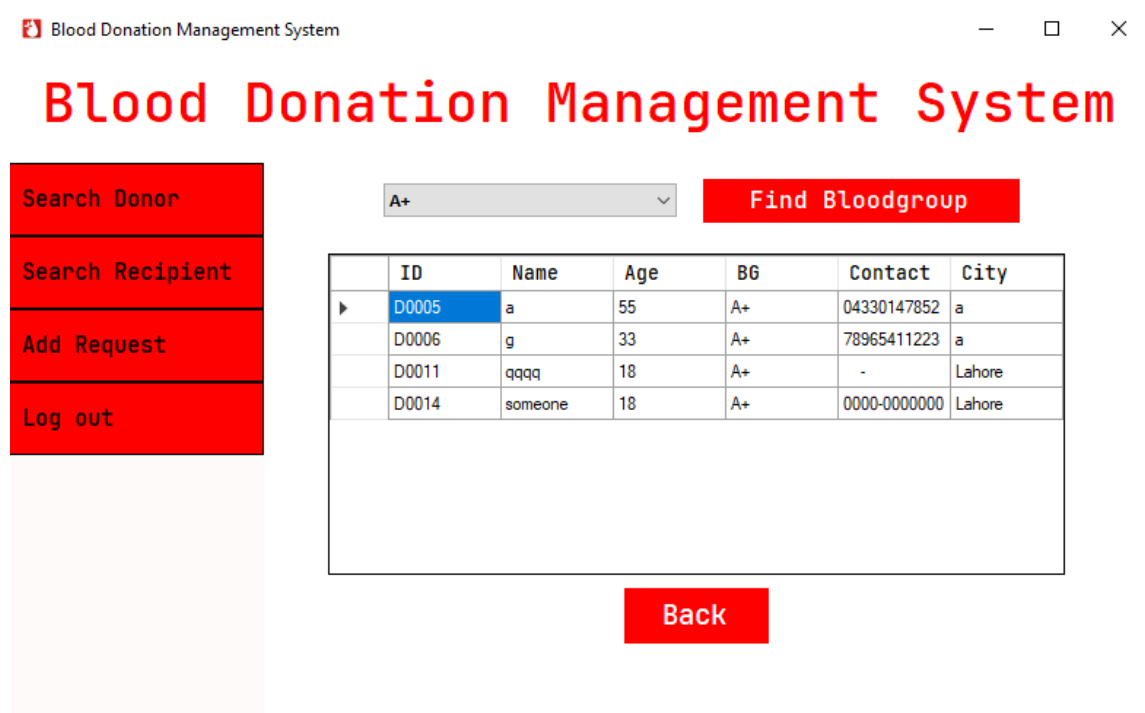 Blood Donation Management System
Blood Donation Management System
Search Donor
Search Recipient
Add Request
Log out
A+ Find Bloodgroup
ID Name Age BG Contact City
D0005 a 55 A+ 04330147852 a
D0006 g 33 A+ 78965411223 a
D0011 qqqq 18 A+ - Lahore
D0014 someone 18 A+ 0000-0000000 Lahore
Back